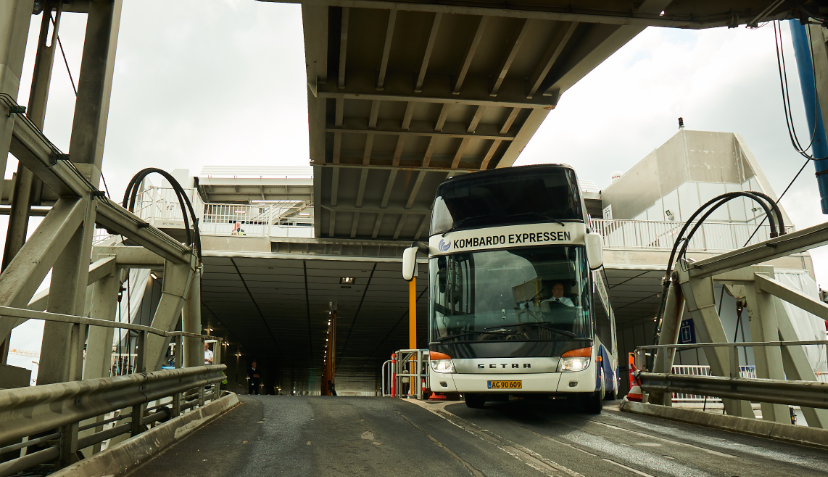 KOMBARDO EXPRESSEN
SETRA
AG 90 609